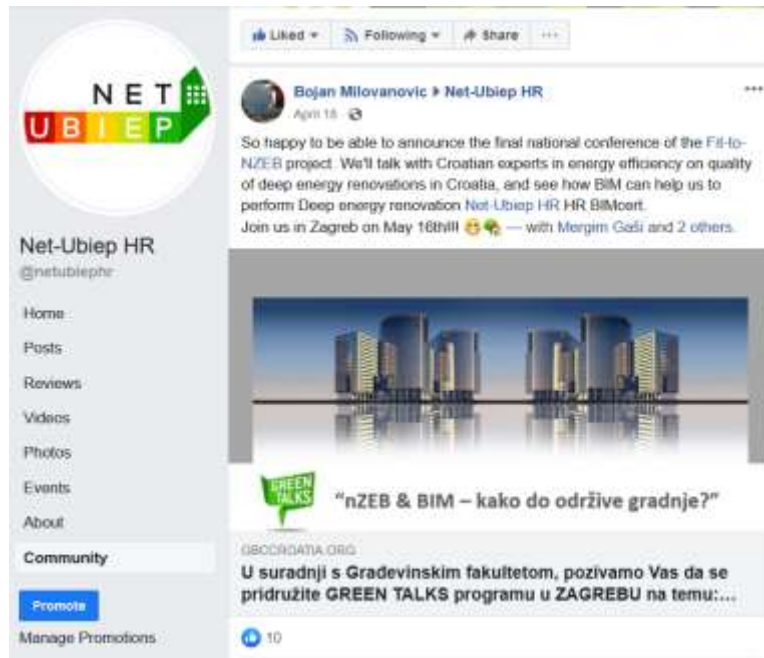 Liked
Following
Share
NET
UBIEP
Net-Ubiep HR
@netubiephr
Home
Posts
Reviews
Videos
Photos
Events
About
Community
Promote
Manage Promotions
Bojan Milovanovic ▸ Net-Ubiep HR
April 18
So happy to be able to announce the final national conference of the Fit-to-
NZEB project. We'll talk with Croatian experts in energy efficiency on quality
of deep energy renovations in Croatia, and see how BIM can help us to
perform Deep energy renovation Net-Ubiep HR HR BIMcert.
Join us in Zagreb on May 16th!!! — with Mergim Gaši and 2 others.
GREEN
TALKS
"nZEB & BIM – kako do održive gradnje?"
GBCCROATIA.ORG
U suradnji s Građevinskim fakultetom, pozivamo Vas da se
pridružite GREEN TALKS programu u ZAGREBU na temu:...
10